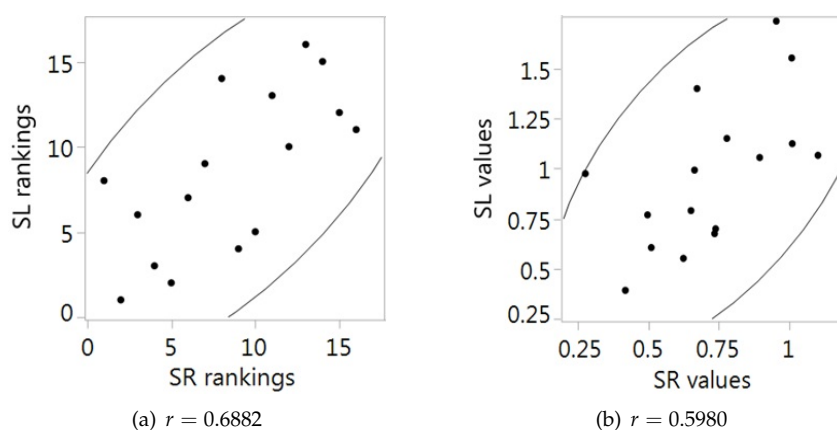 15
10
5
0
SL rankings
0 5 10 15
SR rankings
(a) r = 0.6882
1.5
1.25
1
0.75
0.5
0.25
SL values
0.25 0.5 0.75 1
SR values
(b) r = 0.5980